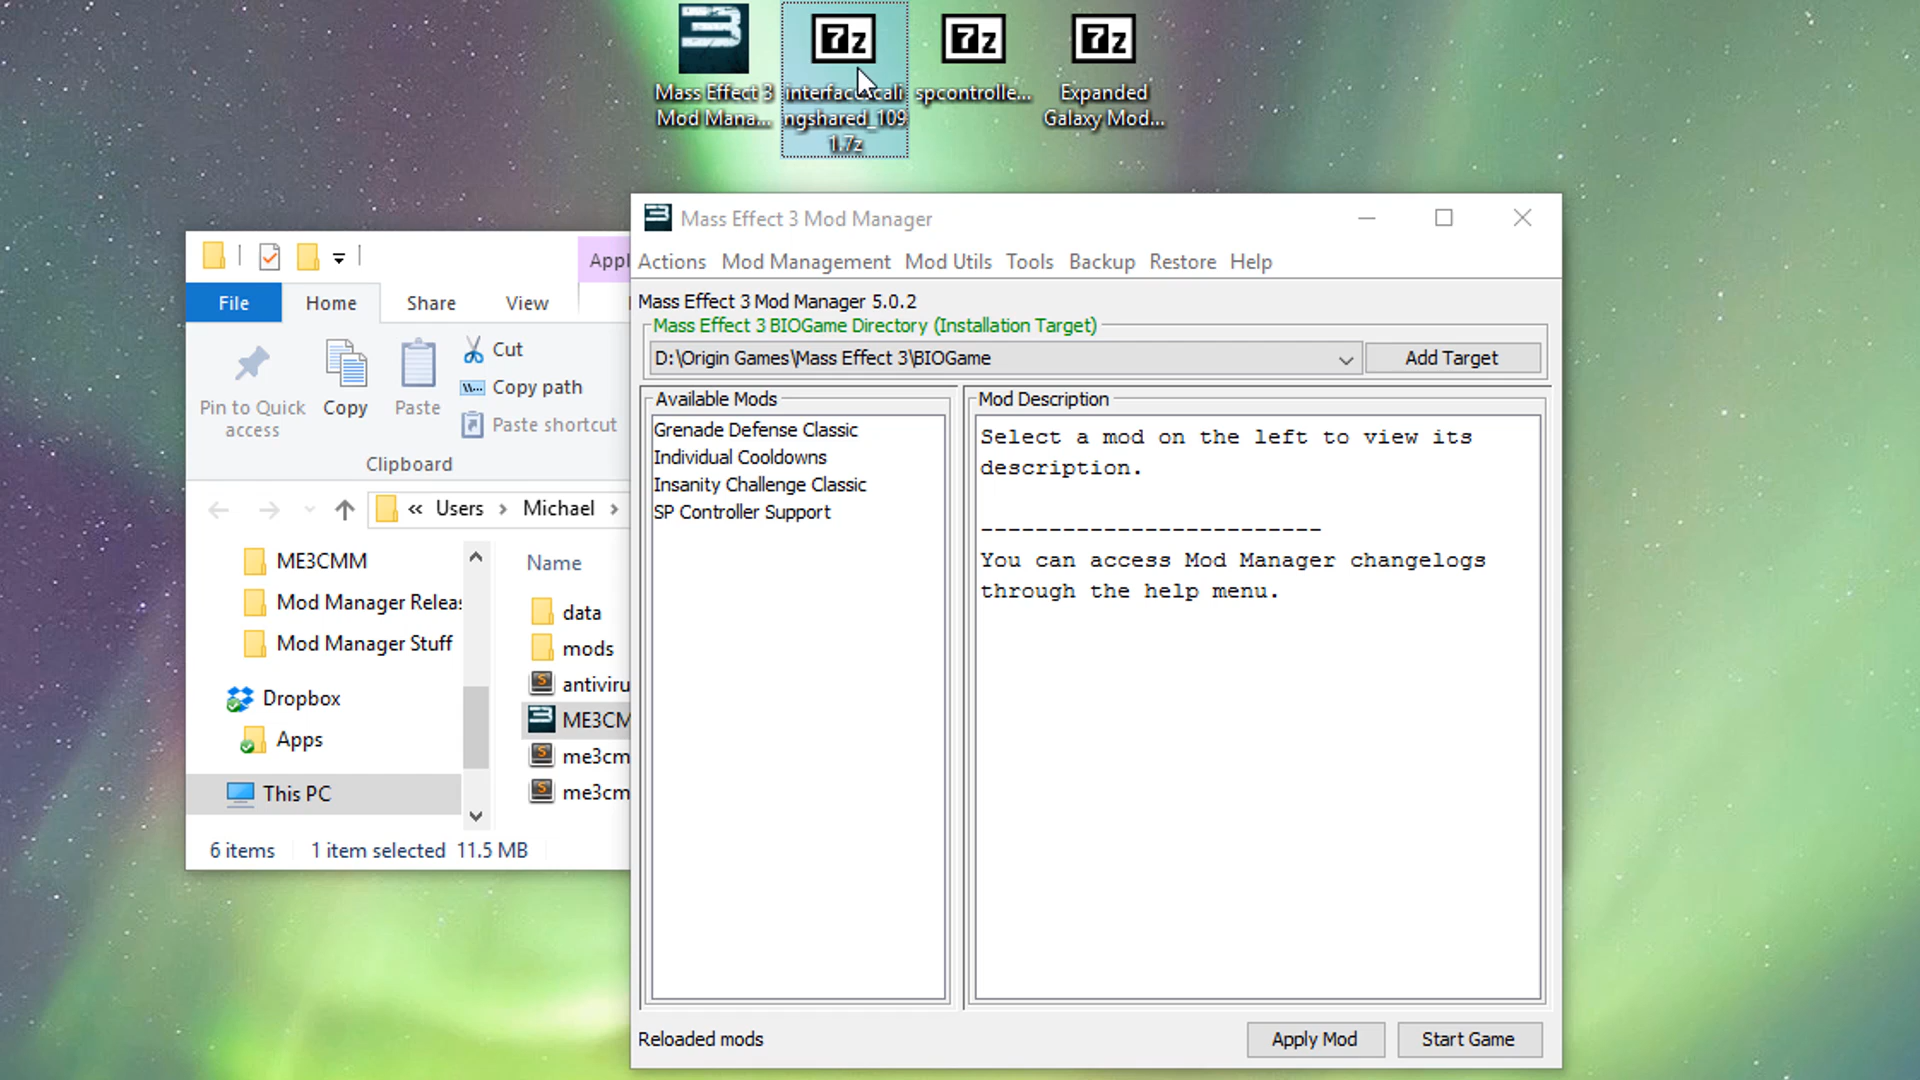 Mass Effect 3
Mod Mana...
interfacescali
ngshared_109
1.7z
spcontrolle...
Expanded
Galaxy Mod...
7z
7z
7z
Mass Effect 3 Mod Manager
Actions Mod Management Mod Utils Tools Backup Restore Help
Mass Effect 3 Mod Manager 5.0.2
Mass Effect 3 BIOGame Directory (Installation Target)
D:\Origin Games\Mass Effect 3\BIOGame
Add Target
Available Mods
Grenade Defense Classic
Individual Cooldowns
Insanity Challenge Classic
SP Controller Support
Mod Description
Select a mod on the left to view its
description.
-------------------------
You can access Mod Manager changelogs
through the help menu.
Reloaded mods
Apply Mod
Start Game
Appl
File Home Share View
Pin to Quick
access
Copy
Paste
Cut
Copy path
Paste shortcut
Clipboard
« Users > Michael >
ME3CMM
Mod Manager Releas
Mod Manager Stuff
Dropbox
Apps
This PC
Name
data
mods
antiviru
ME3CM
me3cm
me3cm
6 items 1 item selected 11.5 MB